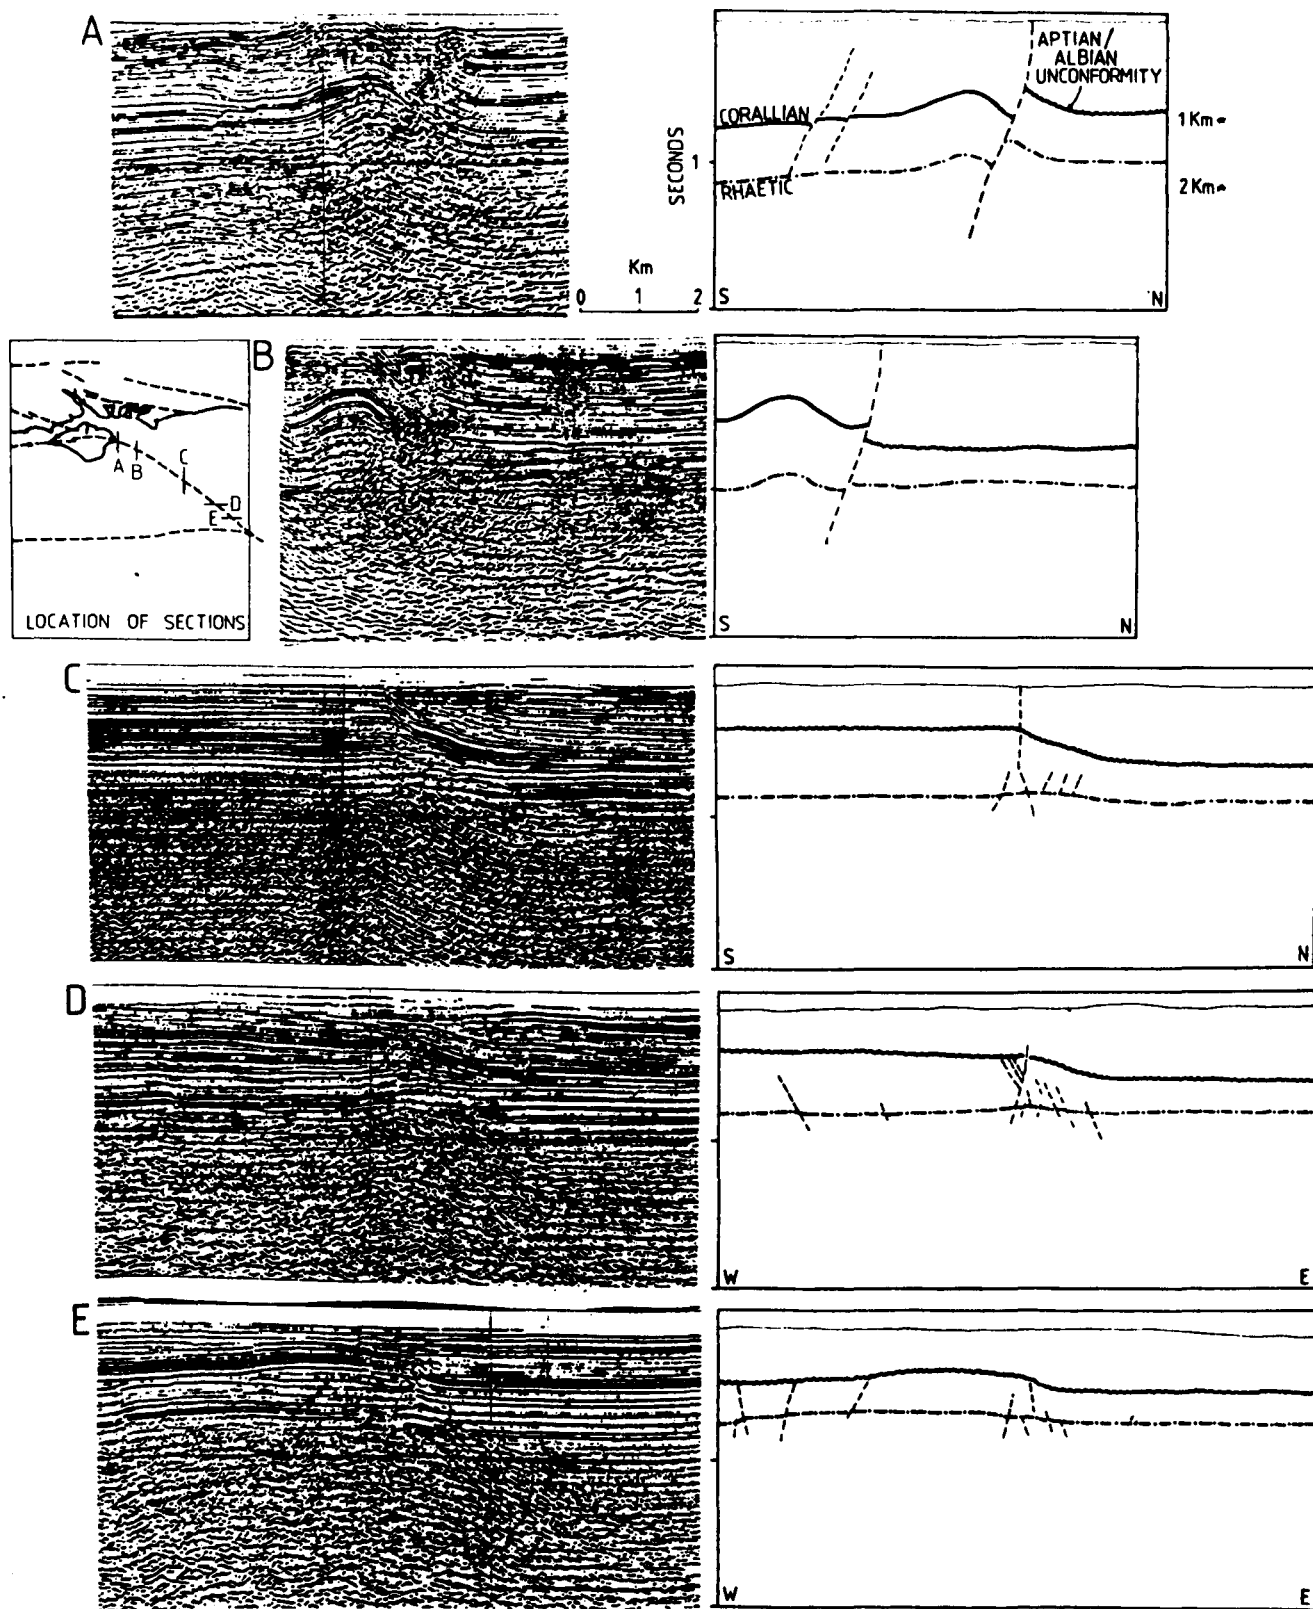 A
APTIAN/
ALBIAN
UNCONFORMITY
CORALLIAN
1 Km
SECONDS
1
RHAETIC
2 Km
Km
0 1 2
S N
B
A B C
D
E
LOCATION OF SECTIONS
S N
C
S N
D
W E
E
W E